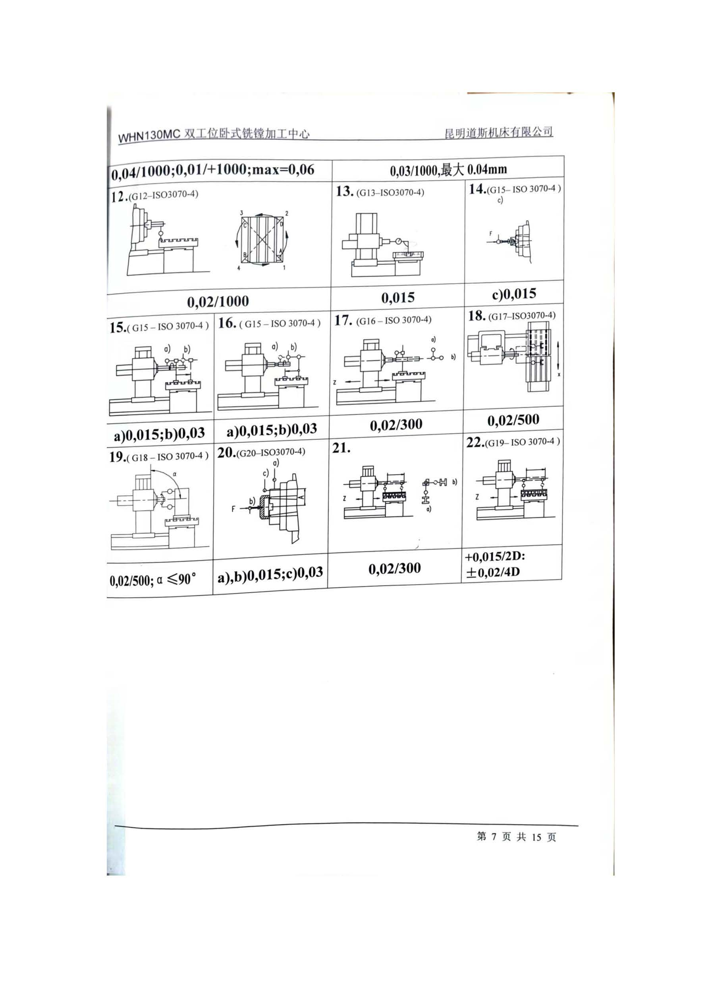 WHN130MC 双工位卧式铣镗加工中心 昆明道斯机床有限公司
0,04/1000;0,01/+1000;max=0,06 0,03/1000,最大 0.04mm
12.(G12–ISO3070-4) 13. (G13–ISO3070-4) 14.(G15– ISO 3070-4 )
c)
3 2
C D
F
B A
4 1
0,02/1000 0,015 c)0,015
15.( G15 – ISO 3070-4 ) 16. ( G15 – ISO 3070-4 ) 17. (G16 – ISO 3070-4) 18. (G17–ISO3070-4)
a) b) a) b) a)
b)
Z X
a)0,015;b)0,03 a)0,015;b)0,03 0,02/300 0,02/500
19.( G18 – ISO 3070-4 ) 20.(G20–ISO3070-4) 21. 22.(G19– ISO 3070-4 )
a)
α c)
b)
Z Z
b) A
F a)
0,02/500; α ≤90° a),b)0,015;c)0,03 0,02/300 +0,015/2D:
±0,02/4D
第 7 页 共 15 页